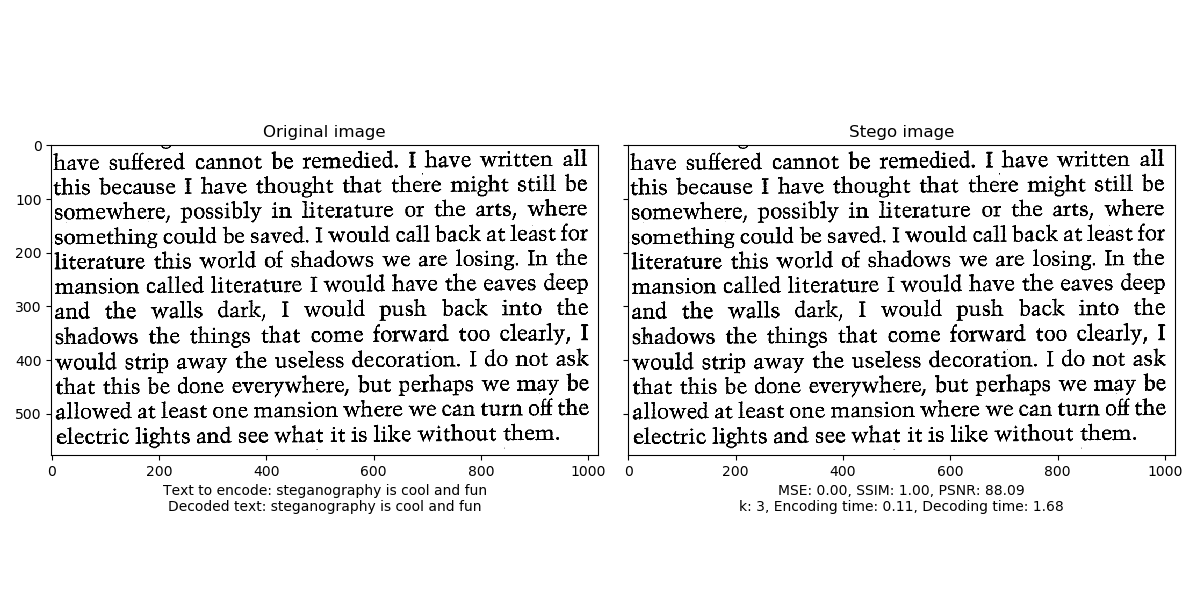 Original image
0
100
200
300
400
500
have suffered cannot be remedied. I have written all
this because I have thought that there might still be
somewhere, possibly in literature or the arts, where
something could be saved. I would call back at least for
literature this world of shadows we are losing. In the
mansion called literature I would have the eaves deep
and the walls dark, I would push back into the
shadows the things that come forward too clearly, I
would strip away the useless decoration. I do not ask
that this be done everywhere, but perhaps we may be
allowed at least one mansion where we can turn off the
electric lights and see what it is like without them.
0 200 400 600 800 1000
Text to encode: steganography is cool and fun
Decoded text: steganography is cool and fun
Stego image
have suffered cannot be remedied. I have written all
this because I have thought that there might still be
somewhere, possibly in literature or the arts, where
something could be saved. I would call back at least for
literature this world of shadows we are losing. In the
mansion called literature I would have the eaves deep
and the walls dark, I would push back into the
shadows the things that come forward too clearly, I
would strip away the useless decoration. I do not ask
that this be done everywhere, but perhaps we may be
allowed at least one mansion where we can turn off the
electric lights and see what it is like without them.
0 200 400 600 800 1000
MSE: 0.00, SSIM: 1.00, PSNR: 88.09
k: 3, Encoding time: 0.11, Decoding time: 1.68